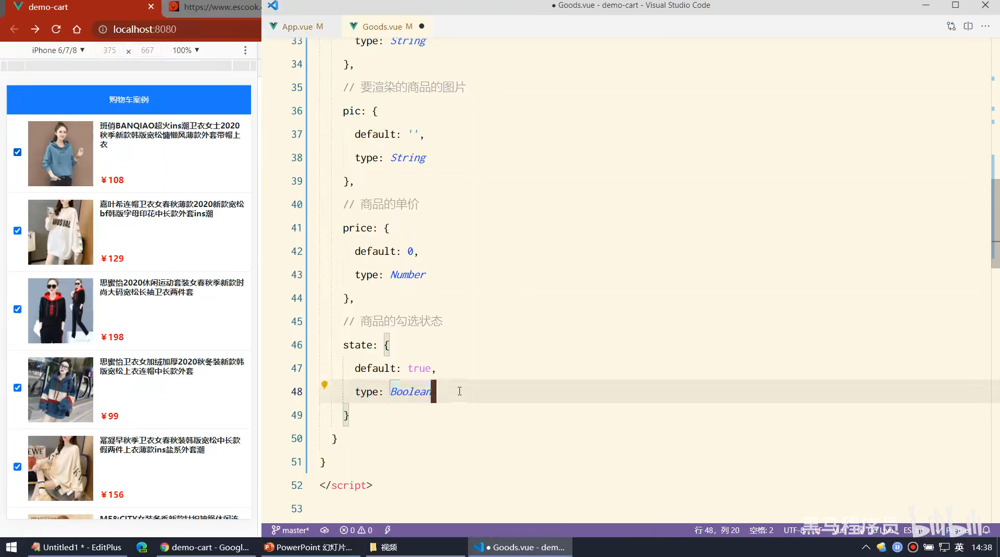 demo-cart
https://www.escook.
localhost:8080
iPhone 6/7/8 ▼ 375 × 667 100% ▼
购物车案例
班俏BANQIAO超火ins潮卫衣女士2020
秋季新款韩版宽松慵懒风薄款外套带帽上
衣
¥108
嘉叶希连帽卫衣女春秋薄款2020新款宽松
bf韩版字母印花中长款外套ins潮
¥129
思蜜怡2020休闲运动套装女春秋季新款时
尚大码宽松长袖卫衣两件套
¥198
思蜜怡卫衣女加绒加厚2020秋冬装新款韩
版宽松上衣连帽中长款外套
¥99
幂凝早秋季卫衣女春秋装韩版宽松中长款
假两件上衣薄款ins盐系外套潮
¥156
● Goods.vue - demo-cart - Visual Studio Code
App.vue M
Goods.vue M ●
33 type: String
34 },
35 // 要渲染的商品的图片
36 pic: {
37 default: '',
38 type: String
39 },
40 // 商品的单价
41 price: {
42 default: 0,
43 type: Number
44 },
45 // 商品的勾选状态
46 state: {
47 default: true,
48 type: Boolean
49 }
50 }
51 }
52 </script>
53
master* 0 0 行 48，列 20 空格: 2 UTF-8 LF Vue Go Live ESLint Prettier
黑马程序员 bilibili
Untitled1 * - EditPlus
demo-cart - Googl...
PowerPoint 幻灯片...
视频
● Goods.vue - dem...
英 14:38